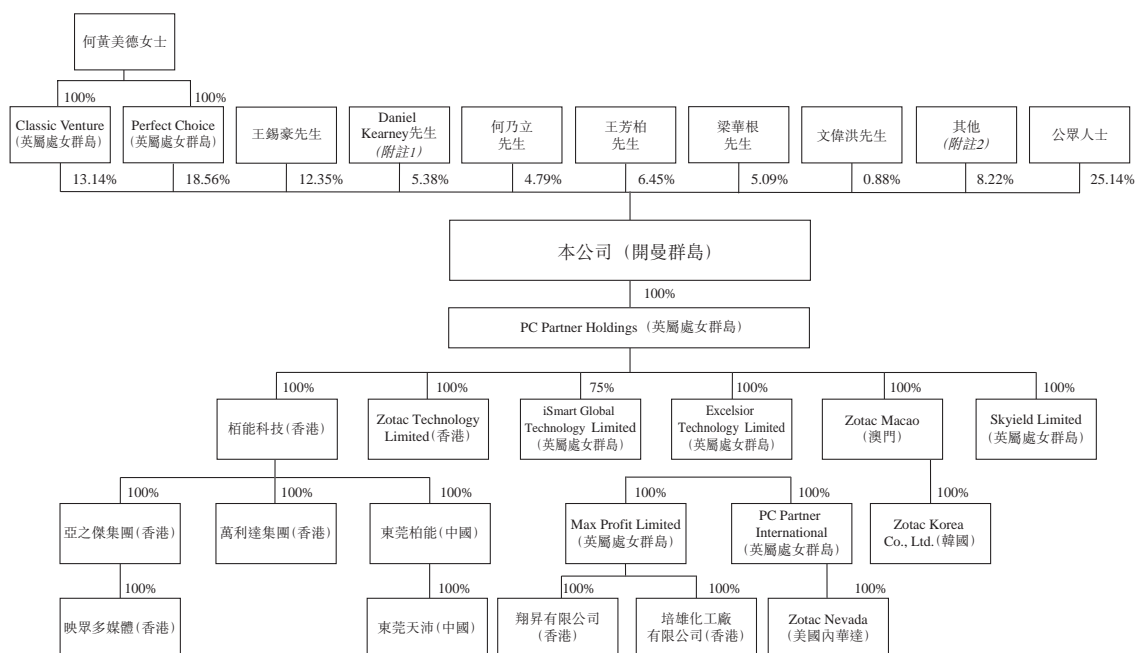 何黃美德女士
100%
100%
Classic Venture
(英屬處女群島)
Perfect Choice
(英屬處女群島)
王錫豪先生
Daniel
Kearney先生
(附註1)
何乃立
先生
王芳柏
先生
梁華根
先生
文偉洪先生
其他
(附註2)
公眾人士
13.14%
18.56%
12.35%
5.38%
4.79%
6.45%
5.09%
0.88%
8.22%
25.14%
本公司 (開曼群島)
100%
PC Partner Holdings (英屬處女群島)
100%
100%
75%
100%
100%
100%
栢能科技(香港)
Zotac Technology
Limited(香港)
iSmart Global
Technology Limited
(英屬處女群島)
Excelsior
Technology Limited
(英屬處女群島)
Zotac Macao
(澳門)
Skyield Limited
(英屬處女群島)
100%
100%
100%
100%
100%
100%
亞之傑集團(香港)
萬利達集團(香港)
東莞栢能(中國)
Max Profit Limited
(英屬處女群島)
PC Partner
International
(英屬處女群島)
Zotac Korea
Co., Ltd.(韓國)
100%
100%
100%
100%
100%
映眾多媒體(香港)
東莞天沛(中國)
翔昇有限公司
(香港)
培雄化工廠
有限公司(香港)
Zotac Nevada
(美國內華達)